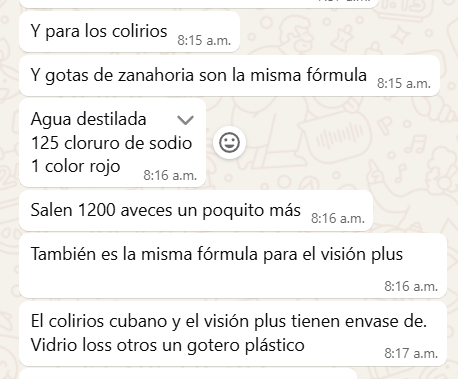 Y para los colirios 8:15 a.m.
Y gotas de zanahoria son la misma fórmula 8:15 a.m.
Agua destilada
125 cloruro de sodio
1 color rojo 8:16 a.m.
Salen 1200 aveces un poquito más 8:16 a.m.
También es la misma fórmula para el visión plus
8:16 a.m.
El colirios cubano y el visión plus tienen envase de.
Vidrio loss otros un gotero plástico 8:17 a.m.